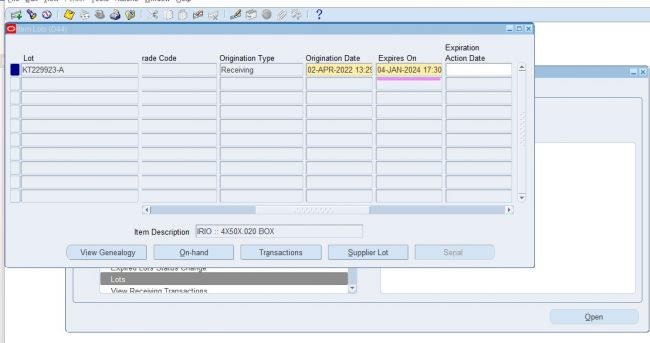 Item Lots (D44)
Lot
rade Code
Origination Type
Origination Date
Expires On
Expiration
Action Date
KT229923-A
Receiving
02-APR-2022 13:29
04-JAN-2024 17:30
Item Description
IRIO :: 4X50X.020 BOX
View Genealogy
On-hand
Transactions
Supplier Lot
Serial
Expired Lots Status Change
Lots
View Receiving Transactions
Open